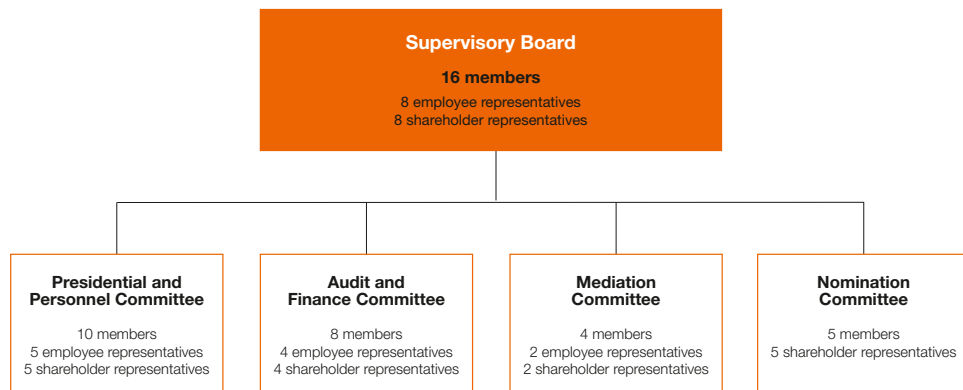 Supervisory Board
16 members
8 employee representatives
8 shareholder representatives
Presidential and
Personnel Committee
10 members
5 employee representatives
5 shareholder representatives
Audit and
Finance Committee
8 members
4 employee representatives
4 shareholder representatives
Mediation
Committee
4 members
2 employee representatives
2 shareholder representatives
Nomination
Committee
5 members
5 shareholder representatives